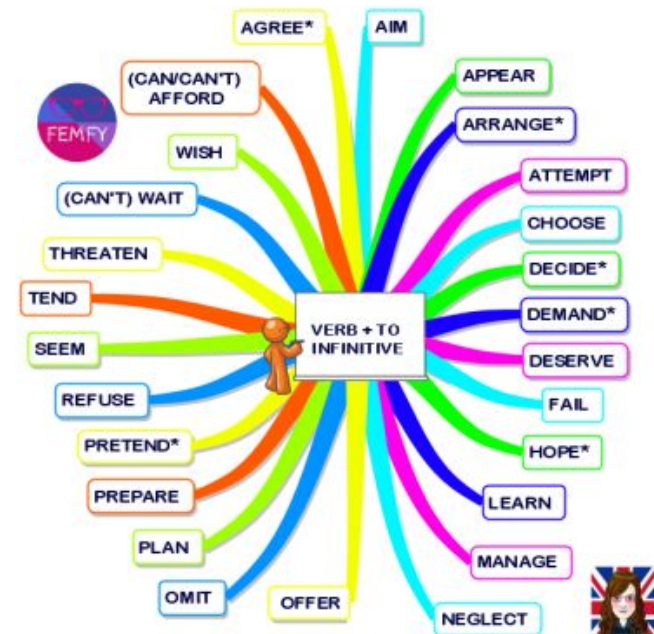 AGREE*
AIM
(CAN/CAN'T)
AFFORD
APPEAR
FEMFY
ARRANGE*
WISH
ATTEMPT
(CAN'T) WAIT
CHOOSE
THREATEN
DECIDE*
TEND
DEMAND*
VERB + TO
INFINITIVE
SEEM
DESERVE
REFUSE
FAIL
PRETEND*
HOPE*
PREPARE
LEARN
PLAN
MANAGE
OMIT
OFFER
NEGLECT